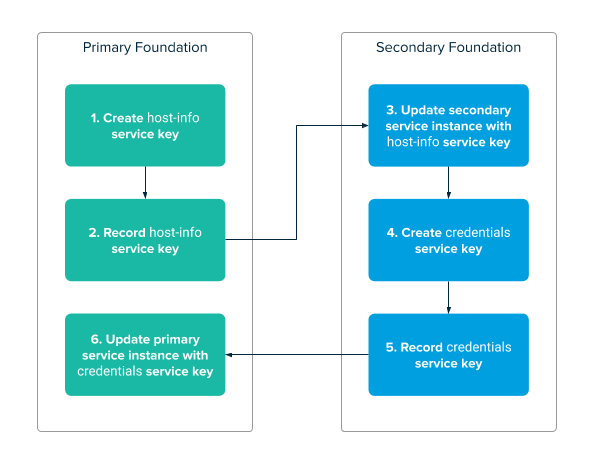 Primary Foundation
1. Create host-info
service key
2. Record host-info
service key
6. Update primary
service instance with
credentials service key
Secondary Foundation
3. Update secondary
service instance with
host-info service key
4. Create credentials
service key
5. Record credentials
service key